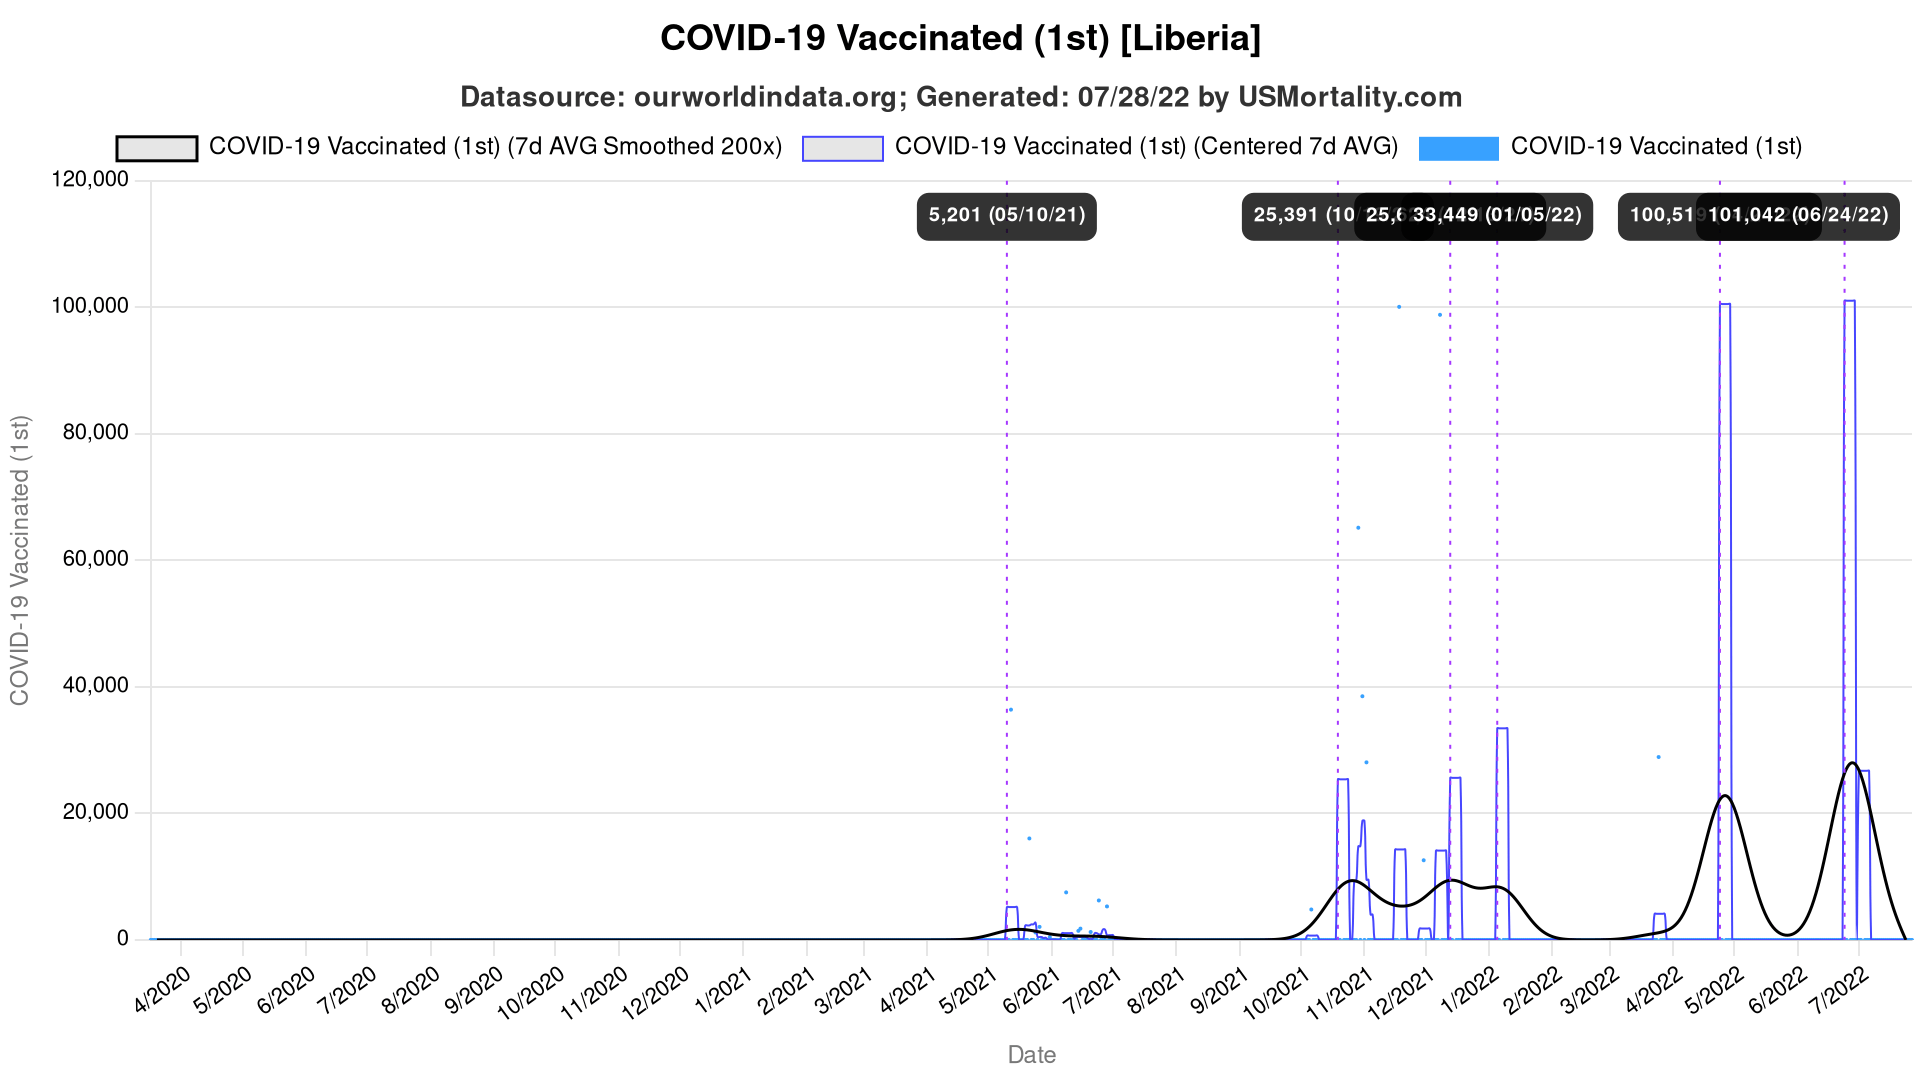 COVID-19 Vaccinated (1st) [Liberia]
Datasource: ourworldindata.org; Generated: 07/28/22 by USMortality.com
COVID-19 Vaccinated (1st) (7d AVG Smoothed 200x) COVID-19 Vaccinated (1st) (Centered 7d AVG) COVID-19 Vaccinated (1st)
5,201 (05/10/21) 25,391 (10 33,449 (01/05/22) 100,519 101,042 (06/24/22)
120,000
100,000
80,000
60,000
40,000
20,000
0
COVID-19 Vaccinated (1st)
4/2020 5/2020 6/2020 7/2020 8/2020 9/2020 10/2020 11/2020 12/2020 1/2021 2/2021 3/2021 4/2021 5/2021 6/2021 7/2021 8/2021 9/2021 10/2021 11/2021 12/2021 1/2022 2/2022 3/2022 4/2022 5/2022 6/2022 7/2022
Date